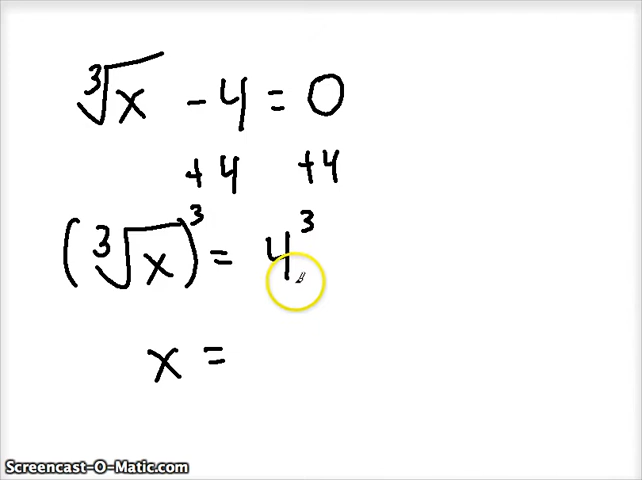 ∛x - 4 = 0
+4 +4
(∛x)³ = 4³
x =
Screencast-O-Matic.com